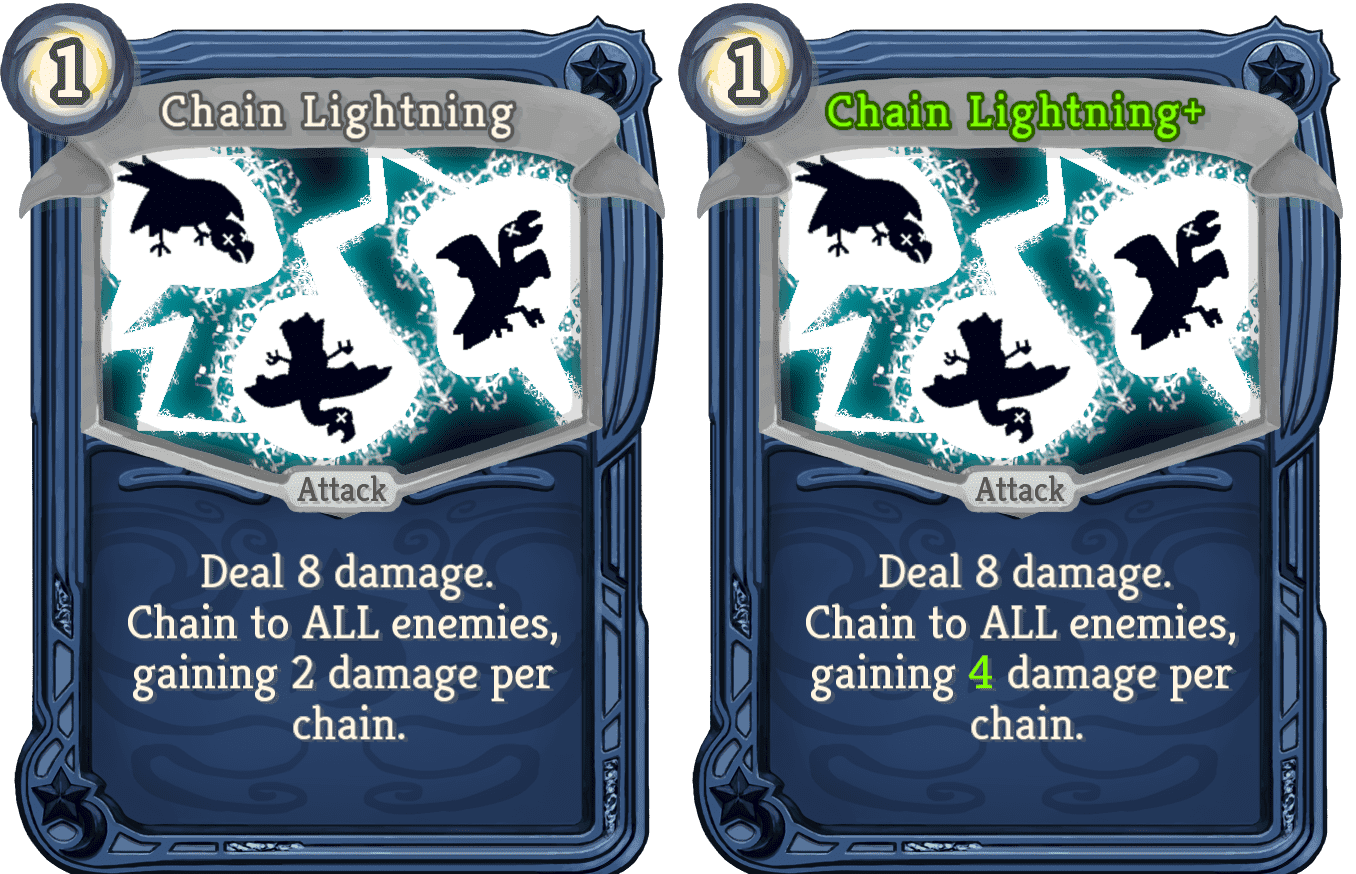 1
Chain Lightning
Attack
Deal 8 damage.
Chain to ALL enemies,
gaining 2 damage per
chain.
1
Chain Lightning+
Attack
Deal 8 damage.
Chain to ALL enemies,
gaining 4 damage per
chain.